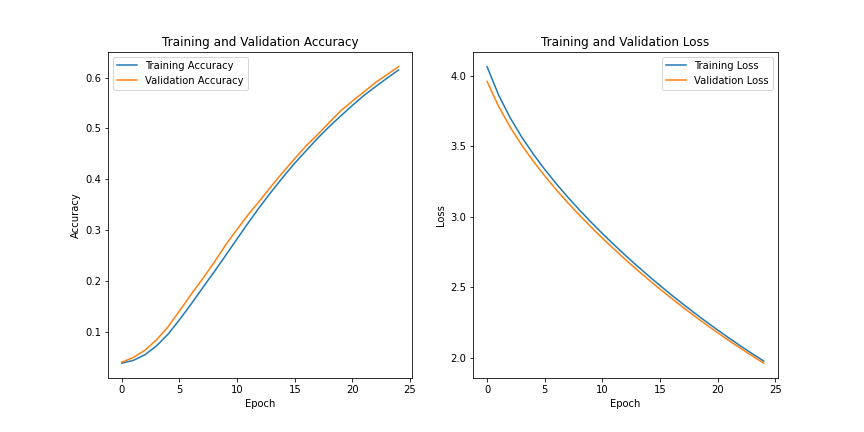 Training and Validation Accuracy
Training Accuracy
Validation Accuracy
0.6
0.5
0.4
0.3
0.2
0.1
Accuracy
0 5 10 15 20 25
Epoch
Training and Validation Loss
Training Loss
Validation Loss
4.0
3.5
3.0
2.5
2.0
Loss
0 5 10 15 20 25
Epoch